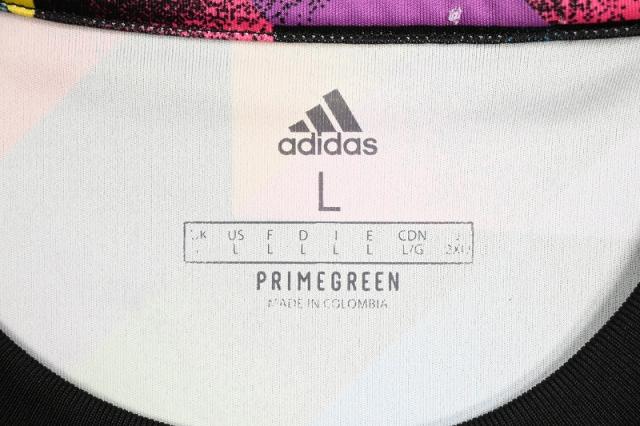 adidas
L
US F D I E CDN
L L L L L L/G
PRIMEGREEN
MADE IN COLOMBIA